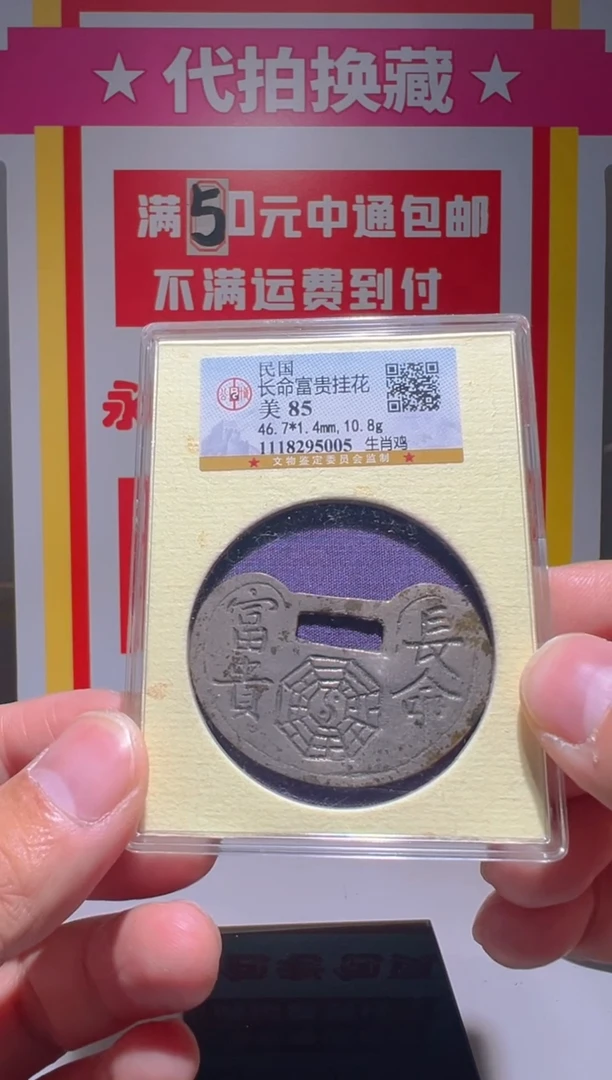 ★ 代拍换藏 ★
满50元中通包邮
不满运费到付
永
民国
长命富贵挂花
美 85
46.7*1.4mm,10.8g
1118295005 生肖鸡
★ 文物鉴定委员会监制 ★
長命
富貴